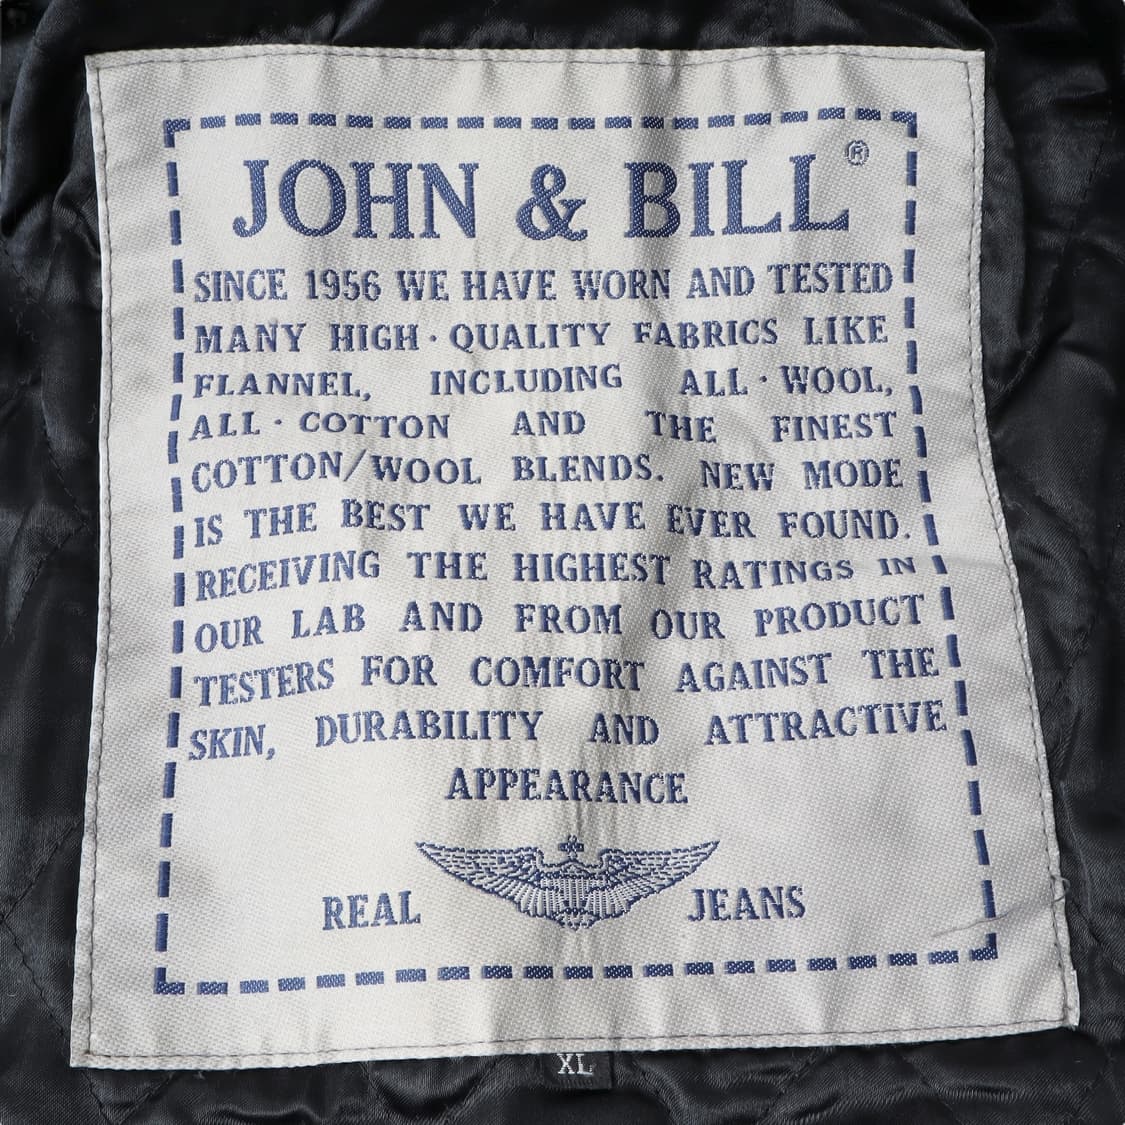 JOHN & BILL®
SINCE 1956 WE HAVE WORN AND TESTED
MANY HIGH·QUALITY FABRICS LIKE
FLANNEL, INCLUDING ALL·WOOL,
ALL·COTTON AND THE FINEST
COTTON/WOOL BLENDS. NEW MODE
IS THE BEST WE HAVE EVER FOUND.
RECEIVING THE HIGHEST RATINGS IN
OUR LAB AND FROM OUR PRODUCT
TESTERS FOR COMFORT AGAINST THE
SKIN, DURABILITY AND ATTRACTIVE
APPEARANCE
REAL JEANS
XL